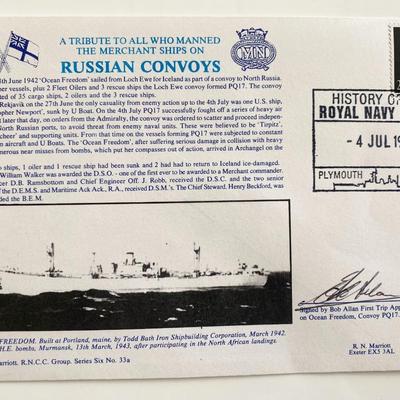 A TRIBUTE TO ALL WHO MANNED
THE MERCHANT SHIPS ON
RUSSIAN CONVOYS
MN
th June 1942 'Ocean Freedom' sailed from Loch Ewe for Iceland as part of a convoy to North Russia.
er vessels, plus 2 Fleet Oilers and 3 rescue ships the Loch Ewe convoy formed PQ17. The Convoy
onsisted of 35 cargo ships, 2 oilers and the 3 rescue ships.
Rekjavik on the 27th June the only casualty from enemy action up to the 4th July was one U.S. ship,
opher Newport', sunk by U Boat. On the 4th July PQ17 successfully fought off a series of heavy air
later that day, on orders from the Admiralty, the convoy was ordered to scatter and proceed indepen-
North Russian ports, to avoid threat from enemy naval units. These were believed to be 'Tirpitz',
cheer' and supporting units. From that time on the vessels forming PQ17 were subjected to constant
om aircraft and U Boats. The 'Ocean Freedom', after suffering serious damage in collision with heavy
merous near misses from bombs, which put her compasses out of action, arrived in Archangel on the
ships, 1 oiler and 1 rescue ship had been sunk and 2 had had to return to Iceland ice-damaged.
William Walker was awarded the D.S.O. - one of the first ever to be awarded to a Merchant commander.
cer D.B. Ramsbottom and Chief Engineer Off. J. Robb, received the D.S.C. and the two senior
of the D.E.M.S. and Maritime Ack Ack., R.A., received D.S.M.'s. The Chief Steward, Henry Beckford, was
ded the B.E.M.
HISTORY OF
ROYAL NAVY
- 4 JUL 19
PLYMOUTH
FREEDOM. Built at Portland, maine, by Todd Bath Iron Shipbuilding Corporation, March 1942.
H.E. bombs, Murmansk, 13th March, 1943, after participating in the North African landings.
arriott. R.N.C.C. Group. Series Six No. 33a
Signed by Bob Allan First Trip Appr
on Ocean Freedom, Convoy PQ17.
R. N. Marriott
Exeter EX5 3AL